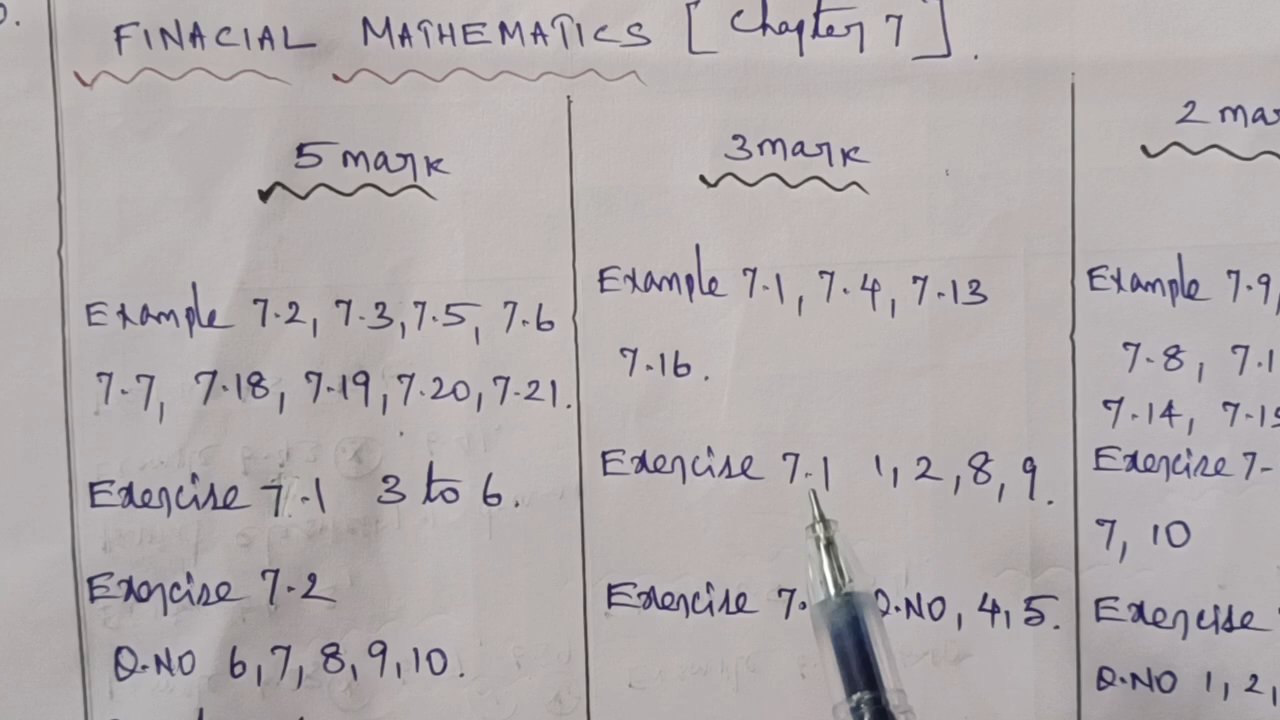 FINACIAL MATHEMATICS [Chapter 7].
5 mark
Example 7.2, 7.3, 7.5, 7.6
7.7, 7.18, 7.19, 7.20, 7.21.
Exercise 7.1 3 to 6.
Exercise 7.2
Q.NO 6, 7, 8, 9, 10.
3 mark
Example 7.1, 7.4, 7.13
7.16.
Exercise 7.1 1, 2, 8, 9.
Exercise 7. Q.NO, 4, 5.
2 mar
Example 7.9,
7.8, 7.1
7.14, 7.1
Exercise 7-
7, 10
Exercise
Q.NO 1, 2,